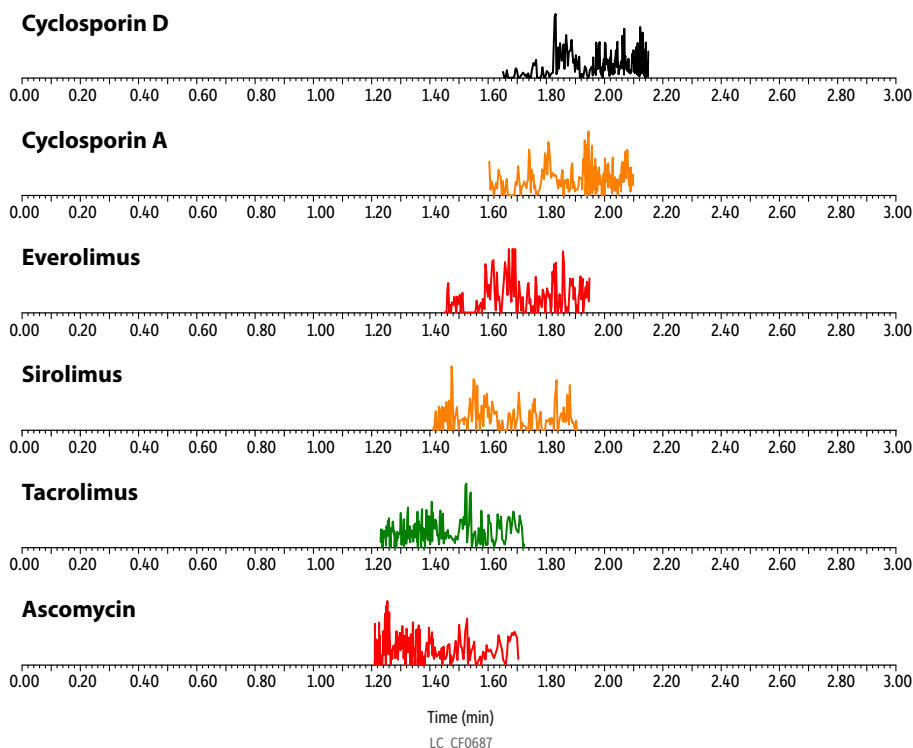 Cyclosporin D
0.00 0.20 0.40 0.60 0.80 1.00 1.20 1.40 1.60 1.80 2.00 2.20 2.40 2.60 2.80 3.00
Cyclosporin A
0.00 0.20 0.40 0.60 0.80 1.00 1.20 1.40 1.60 1.80 2.00 2.20 2.40 2.60 2.80 3.00
Everolimus
0.00 0.20 0.40 0.60 0.80 1.00 1.20 1.40 1.60 1.80 2.00 2.20 2.40 2.60 2.80 3.00
Sirolimus
0.00 0.20 0.40 0.60 0.80 1.00 1.20 1.40 1.60 1.80 2.00 2.20 2.40 2.60 2.80 3.00
Tacrolimus
0.00 0.20 0.40 0.60 0.80 1.00 1.20 1.40 1.60 1.80 2.00 2.20 2.40 2.60 2.80 3.00
Ascomycin
0.00 0.20 0.40 0.60 0.80 1.00 1.20 1.40 1.60 1.80 2.00 2.20 2.40 2.60 2.80 3.00
Time (min)
LC_CF0687